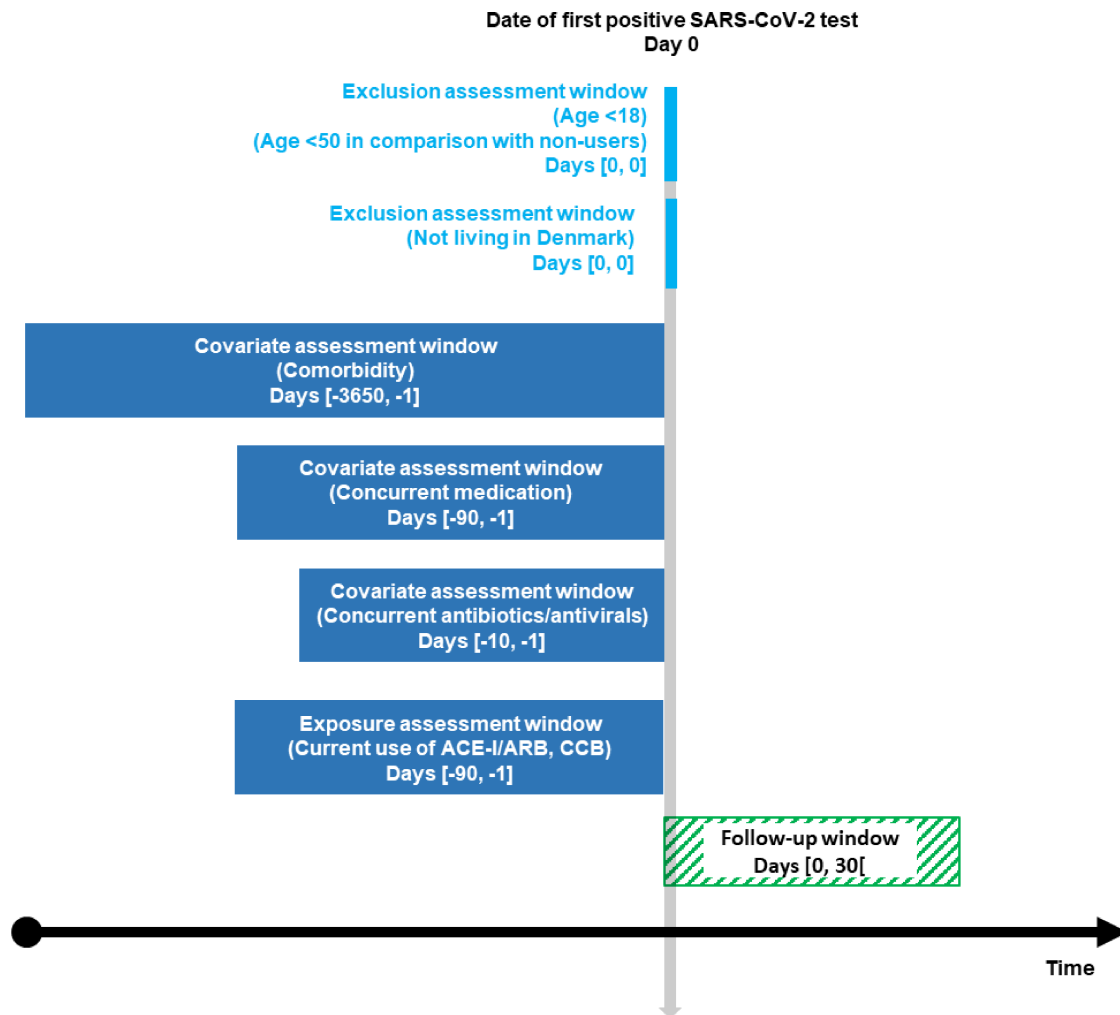 Date of first positive SARS-CoV-2 test
Day 0
Exclusion assessment window
(Age <18)
(Age <50 in comparison with non-users)
Days [0, 0]
Exclusion assessment window
(Not living in Denmark)
Days [0, 0]
Covariate assessment window
(Comorbidity)
Days [-3650, -1]
Covariate assessment window
(Concurrent medication)
Days [-90, -1]
Covariate assessment window
(Concurrent antibiotics/antivirals)
Days [-10, -1]
Exposure assessment window
(Current use of ACE-I/ARB, CCB)
Days [-90, -1]
Follow-up window
Days [0, 30[
Time